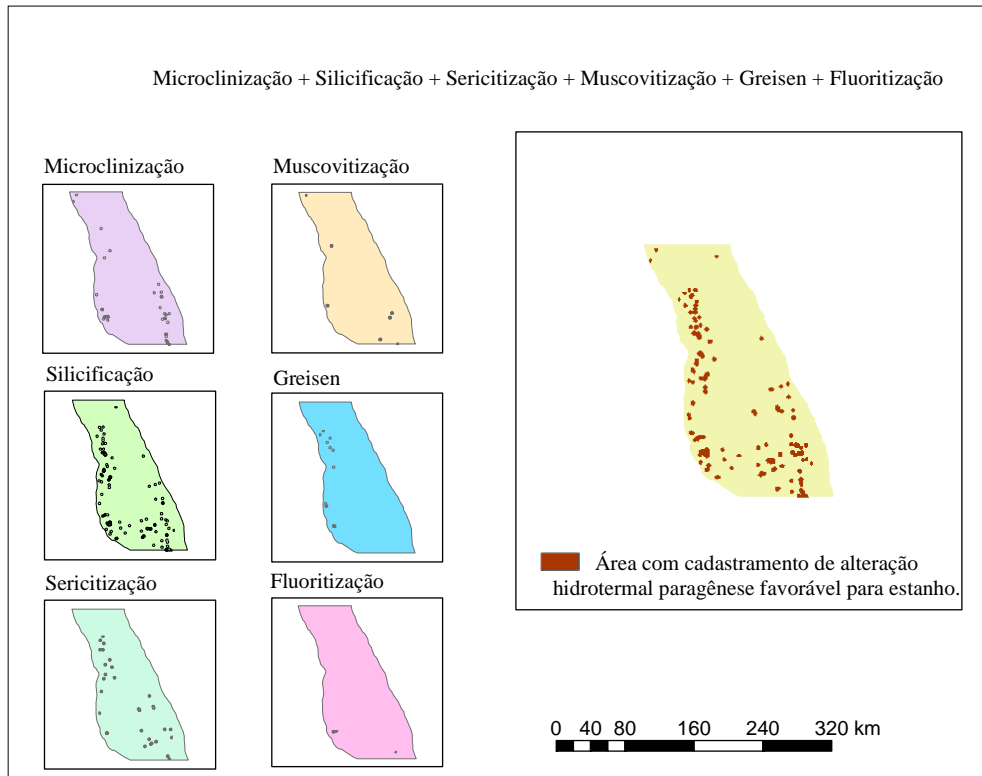 Microclinização + Silicificação + Sericitização + Muscovitização + Greisen + Fluoritização
Microclinização
Muscovitização
Silicificação
Greisen
Sericitização
Fluoritização
Área com cadastramento de alteração
hidrotermal paragênese favorável para estanho.
0 40 80 160 240 320 km